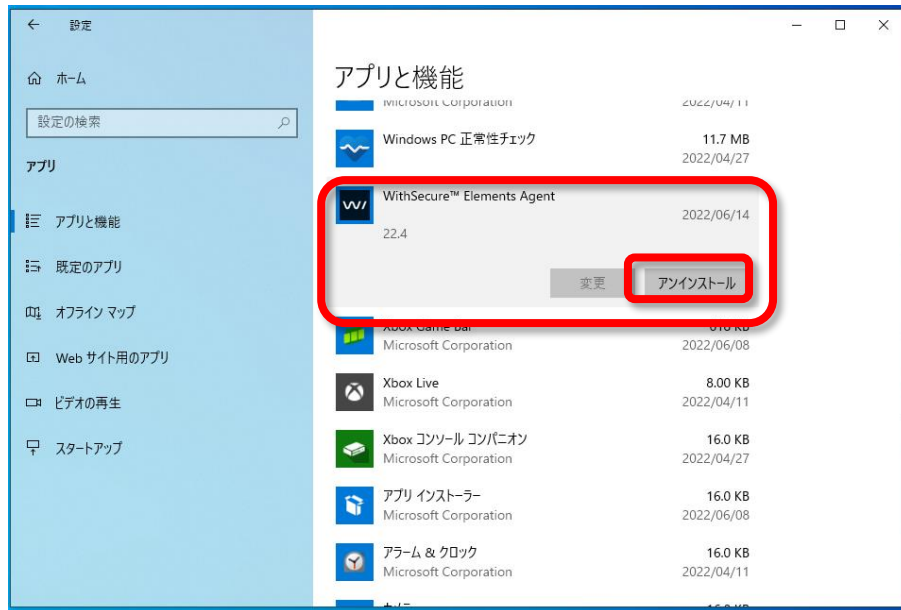 設定
ホーム
設定の検索
アプリ
アプリと機能
既定のアプリ
オフライン マップ
Web サイト用のアプリ
ビデオの再生
スタートアップ
アプリと機能
Microsoft Corporation 2022/04/11
Windows PC 正常性チェック 11.7 MB
2022/04/27
WithSecure™ Elements Agent
2022/06/14
22.4
変更 アンインストール
Xbox Game Bar
Microsoft Corporation 2022/06/08
Xbox Live 8.00 KB
Microsoft Corporation 2022/04/11
Xbox コンソール コンパニオン 16.0 KB
Microsoft Corporation 2022/04/27
アプリ インストーラー 16.0 KB
Microsoft Corporation 2022/06/08
アラーム & クロック 16.0 KB
Microsoft Corporation 2022/04/11